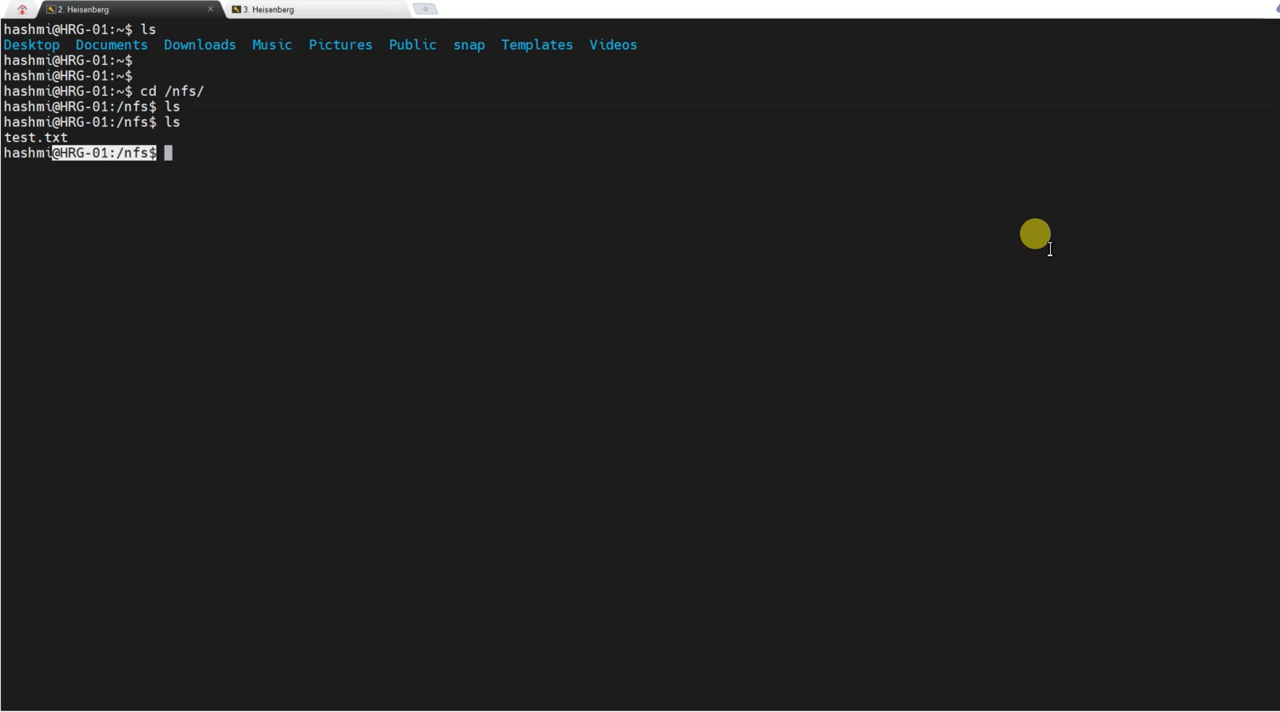 2. Heisenberg
3. Heisenberg
hashmi@HRG-01:~$ ls
Desktop Documents Downloads Music Pictures Public snap Templates Videos
hashmi@HRG-01:~$
hashmi@HRG-01:~$
hashmi@HRG-01:~$ cd /nfs/
hashmi@HRG-01:/nfs$ ls
hashmi@HRG-01:/nfs$ ls
test.txt
hashmi@HRG-01:/nfs$